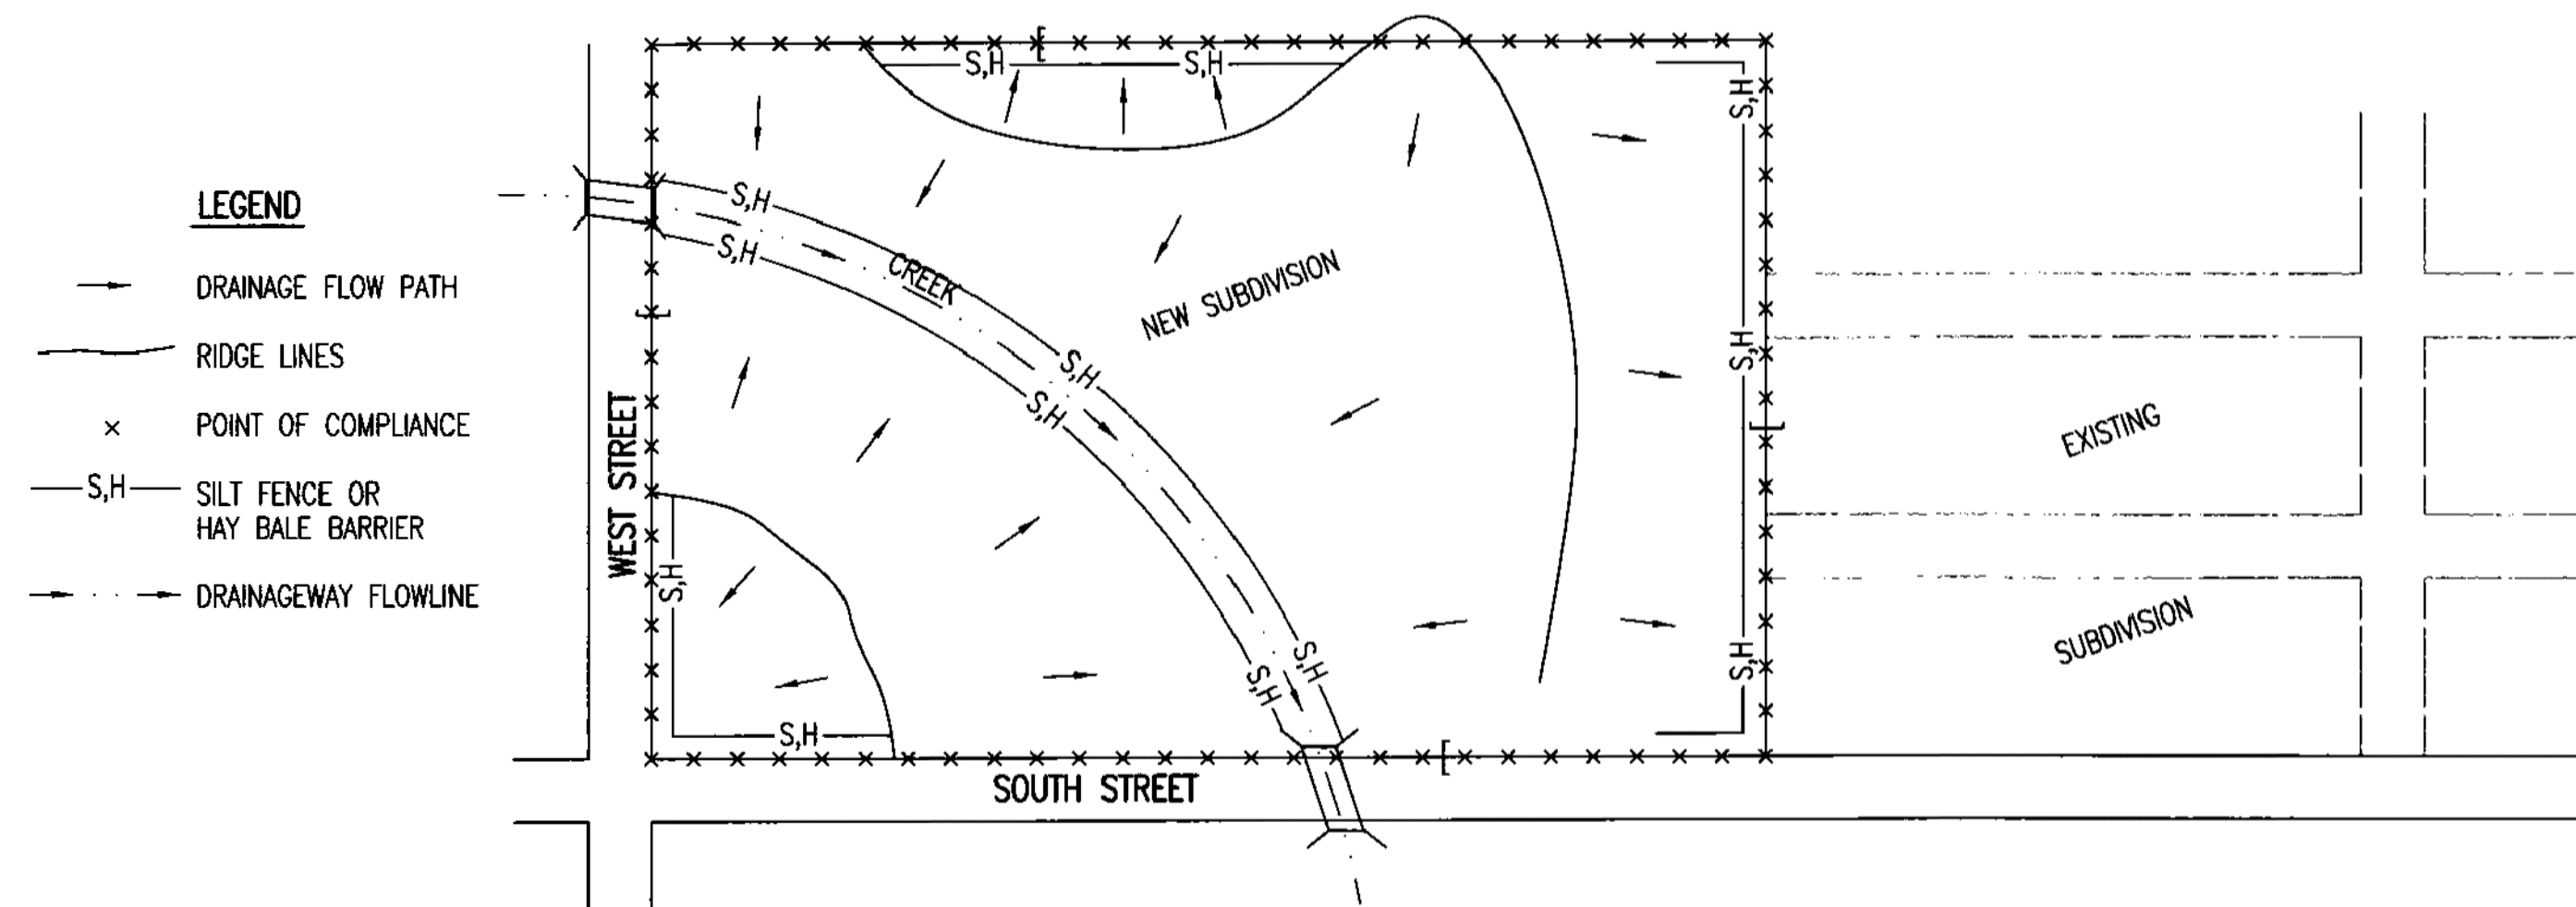 LEGEND
DRAINAGE FLOW PATH
RIDGE LINES
x POINT OF COMPLIANCE
S,H SILT FENCE OR
HAY BALE BARRIER
DRAINAGEWAY FLOWLINE
S,H
S,H
S,H
S,H
S,H
CREEK
NEW SUBDIVISION
S,H
S,H
S,H
WEST STREET
EXISTING
S,H
SUBDIVISION
S,H
S,H
S,H
S,H
SOUTH STREET